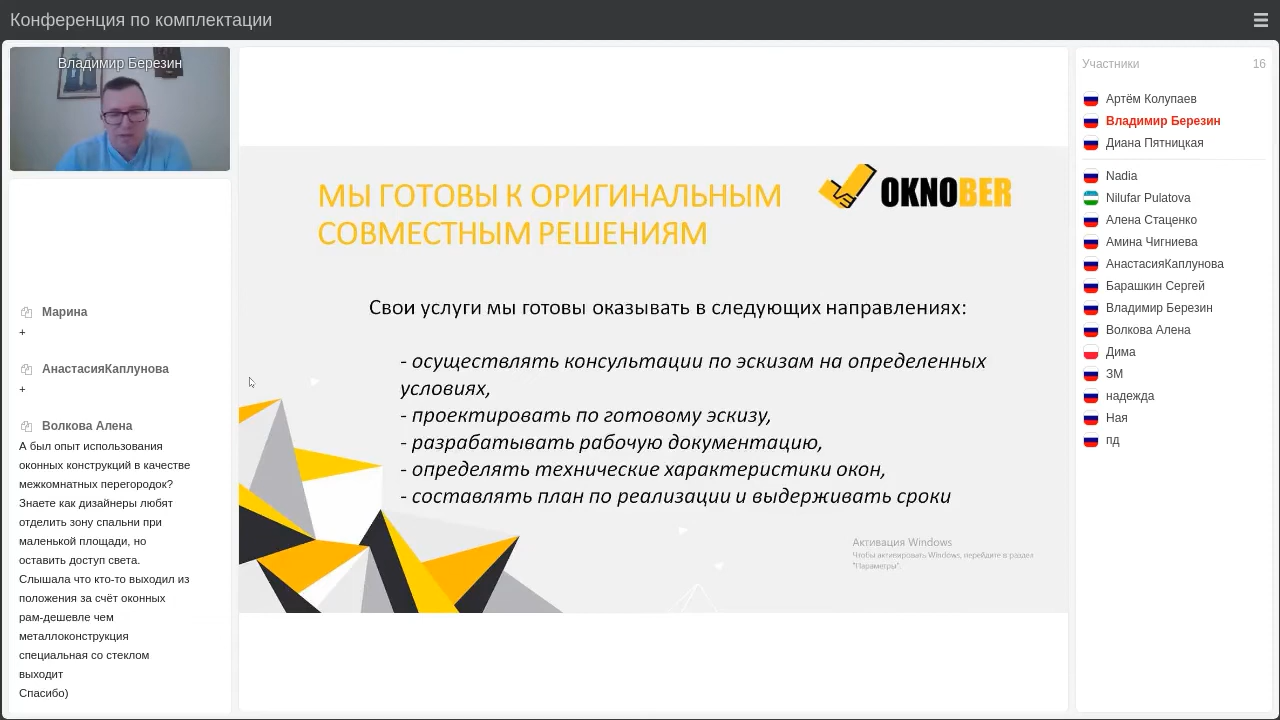 Конференция по комплектации
Владимир Березин
Марина
+
АнастасияКаплунова
+
Волкова Алена
А был опыт использования
оконных конструкций в качестве
межкомнатных перегородок?
Знаете как дизайнеры любят
отделить зону спальни при
маленькой площади, но
оставить доступ света.
Слышала что кто-то выходил из
положения за счёт оконных
рам-дешевле чем
металлоконструкция
специальная со стеклом
выходит
Спасибо)
МЫ ГОТОВЫ К ОРИГИНАЛЬНЫМ
СОВМЕСТНЫМ РЕШЕНИЯМ
OKNOBER
Свои услуги мы готовы оказывать в следующих направлениях:
- осуществлять консультации по эскизам на определенных
условиях,
- проектировать по готовому эскизу,
- разрабатывать рабочую документацию,
- определять технические характеристики окон,
- составлять план по реализации и выдерживать сроки
Активация Windows
Чтобы активировать Windows, перейдите в раздел
"Параметры".
Участники 16
Артём Колупаев
Владимир Березин
Диана Пятницкая
Nadia
Nilufar Pulatova
Алена Стаценко
Амина Чигниева
АнастасияКаплунова
Барашкин Сергей
Владимир Березин
Волкова Алена
Дима
ЗМ
надежда
Ная
пд